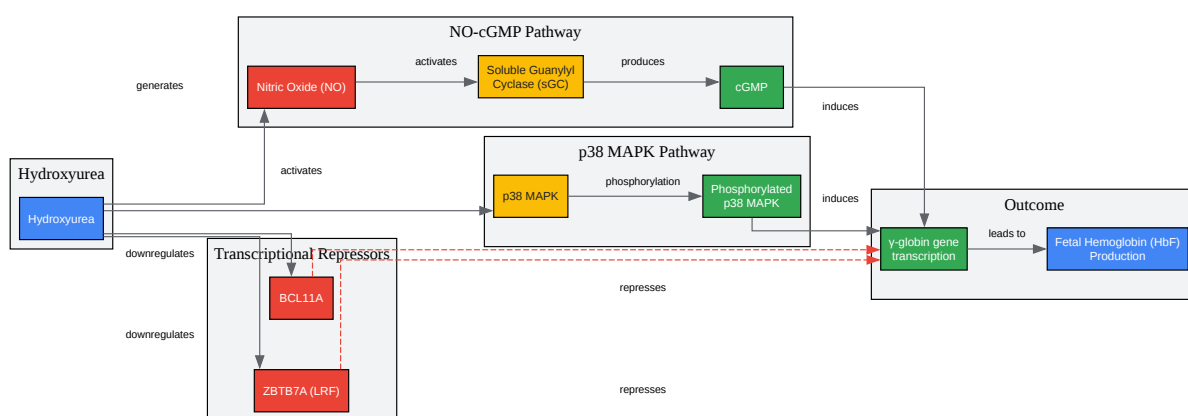 NO-cGMP Pathway
generates
Nitric Oxide (NO)
activates
Soluble Guanylyl
Cyclase (sGC)
produces
cGMP
induces
p38 MAPK Pathway
Hydroxyurea
Hydroxyurea
activates
p38 MAPK
phosphorylation
Phosphorylated
p38 MAPK
induces
Outcome
γ-globin gene
transcription
leads to
Fetal Hemoglobin (HbF)
Production
downregulates
Transcriptional Repressors
BCL11A
represses
downregulates
ZBTB7A (LRF)
represses